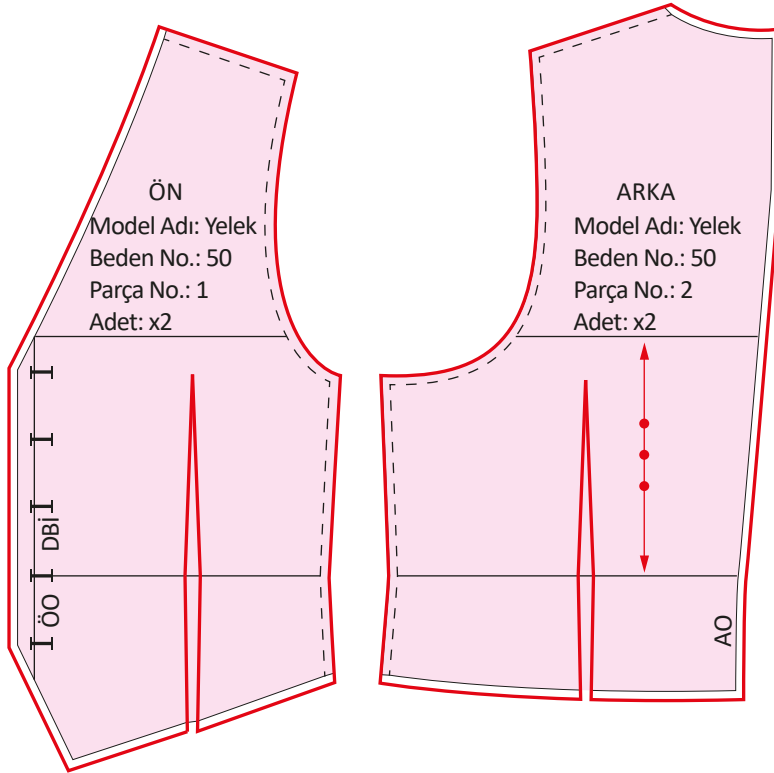 ÖN
Model Adı: Yelek
Beden No.: 50
Parça No.: 1
Adet: x2
DBİ
ÖO
ARKA
Model Adı: Yelek
Beden No.: 50
Parça No.: 2
Adet: x2
AO